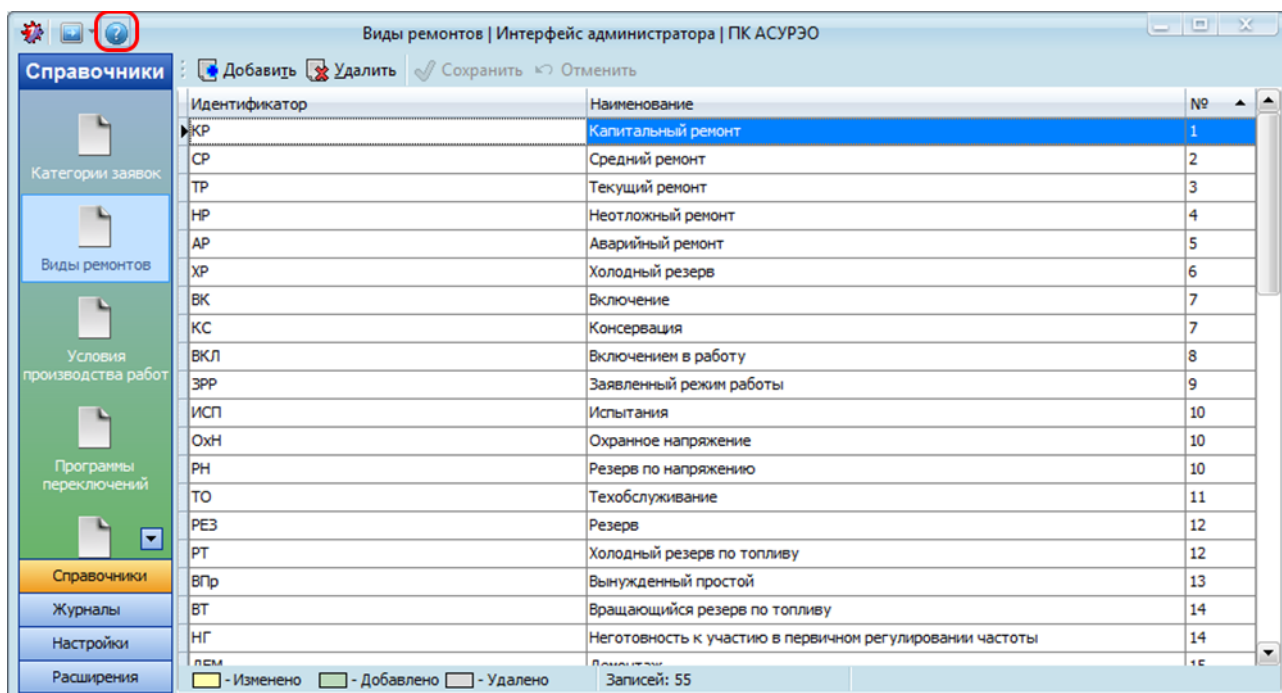 Виды ремонтов | Интерфейс администратора | ПК АСУРЭО
Справочники
Добавить Удалить Сохранить Отменить
Категории заявок
Виды ремонтов
Условия
производства работ
Программы
переключений
Справочники
Журналы
Настройки
Расширения
Идентификатор Наименование №
КР Капитальный ремонт 1
СР Средний ремонт 2
ТР Текущий ремонт 3
НР Неотложный ремонт 4
АР Аварийный ремонт 5
ХР Холодный резерв 6
ВК Включение 7
КС Консервация 7
ВКЛ Включением в работу 8
ЗРР Заявленный режим работы 9
ИСП Испытания 10
ОхН Охранное напряжение 10
РН Резерв по напряжению 10
ТО Техобслуживание 11
РЕЗ Резерв 12
РТ Холодный резерв по топливу 12
ВПр Вынужденный простой 13
ВТ Вращающийся резерв по топливу 14
НГ Неготовность к участию в первичном регулировании частоты 14
ДЕМ Демонтаж 15
- Изменено - Добавлено - Удалено Записей: 55